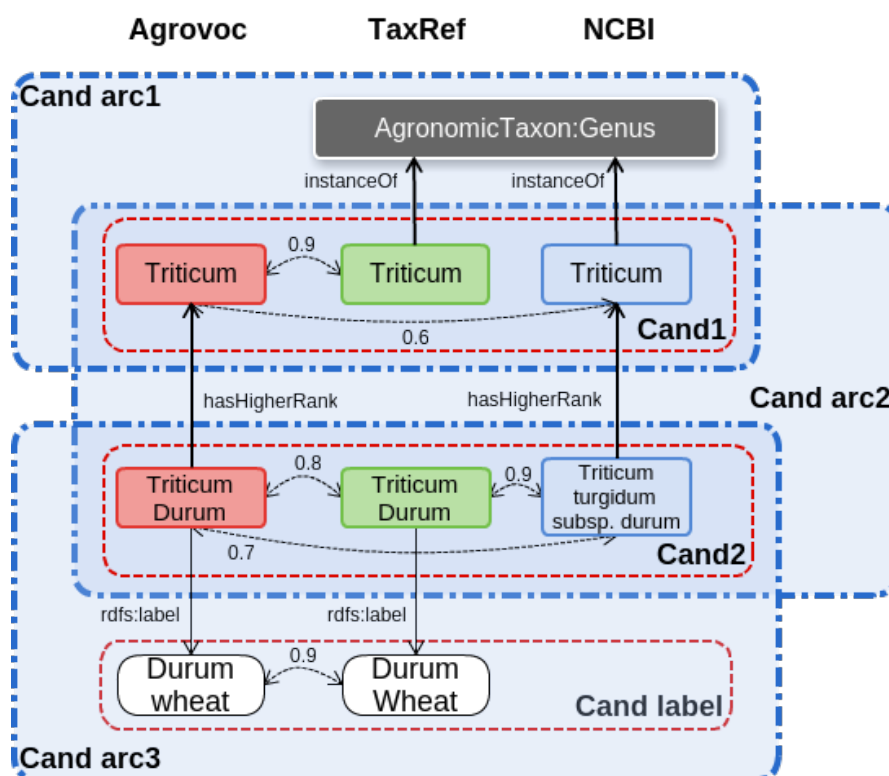 Agrovoc TaxRef NCBI
Cand arc1
AgronomicTaxon:Genus
instanceOf instanceOf
0.9
Triticum Triticum Triticum
0.6
Cand1
hasHigherRank hasHigherRank
Cand arc2
0.8 0.9
Triticum
Durum
Triticum
Durum
Triticum
turgidum
subsp. durum
0.7
Cand2
rdfs:label rdfs:label
0.9
Durum
wheat
Durum
Wheat
Cand label
Cand arc3